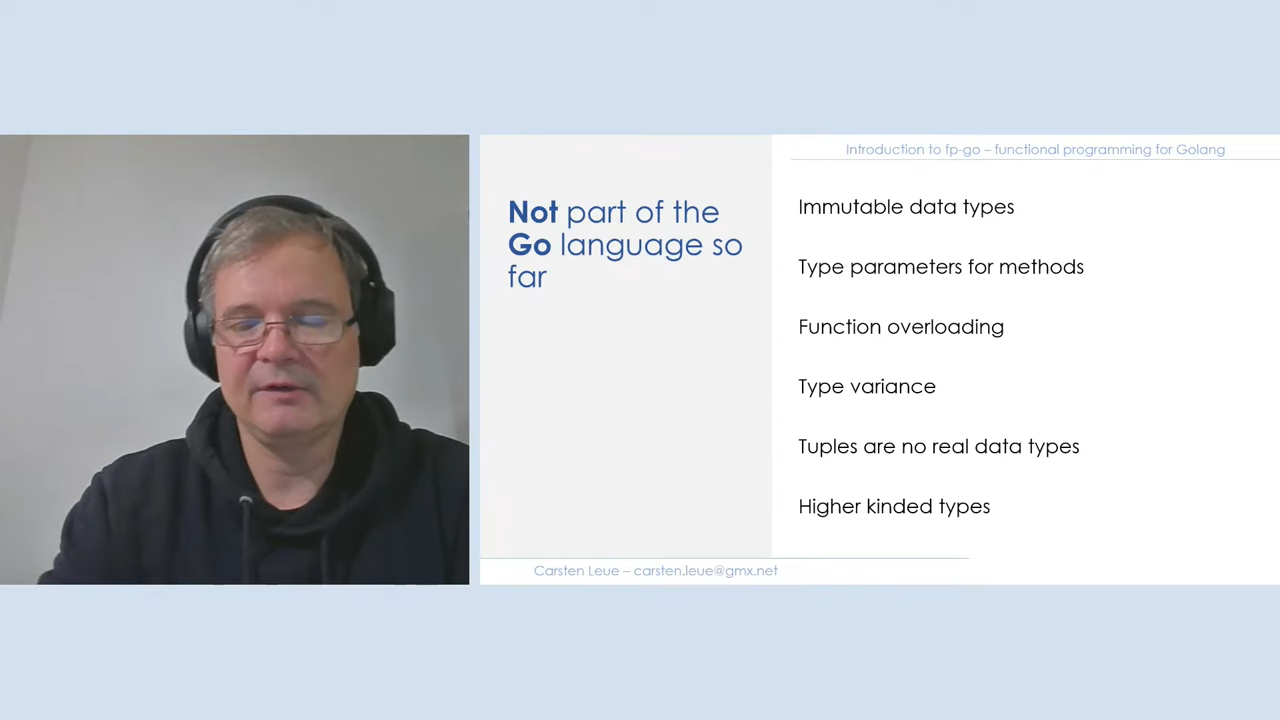 Introduction to fp-go – functional programming for Golang
Not part of the
Go language so
far
Immutable data types
Type parameters for methods
Function overloading
Type variance
Tuples are no real data types
Higher kinded types
Carsten Leue – carsten.leue@gmx.net